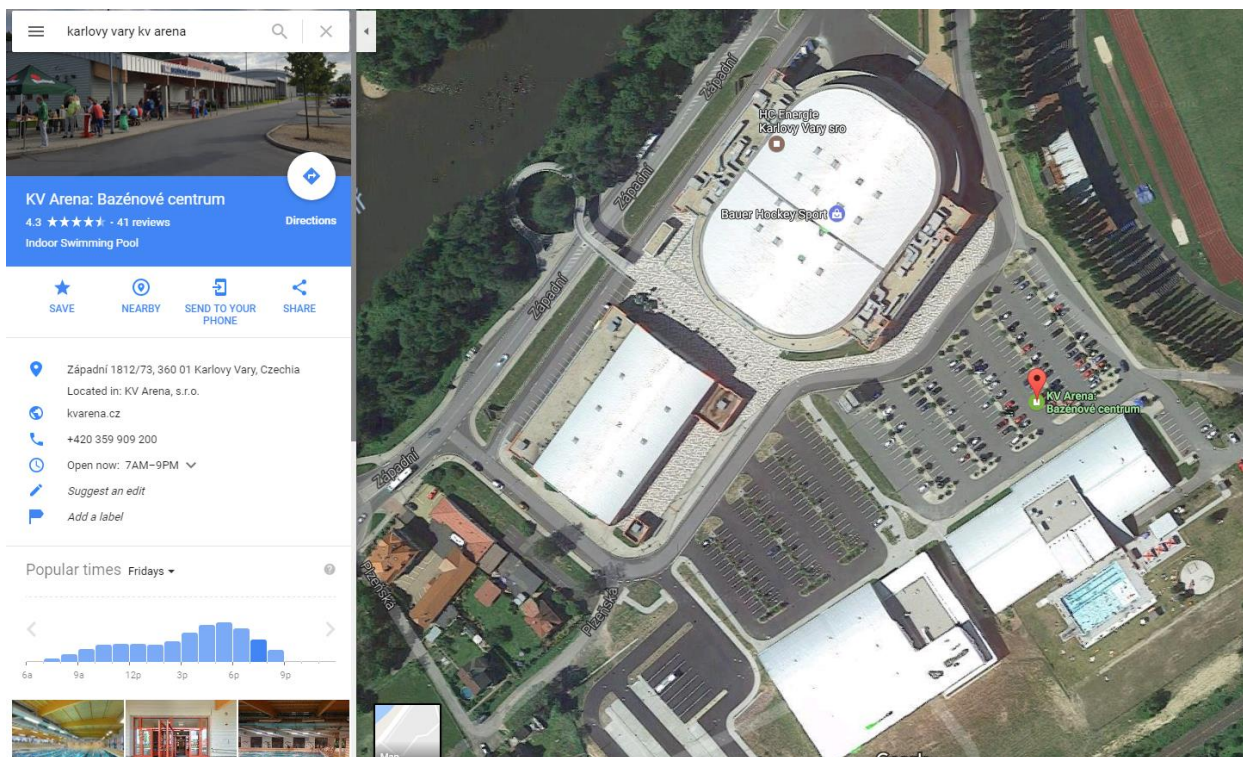 karlovy vary kv arena
KV Arena: Bazénové centrum
4.3 ★★★★★ - 41 reviews
Indoor Swimming Pool
Directions
SAVE
NEARBY
SEND TO YOUR
PHONE
SHARE
Západní 1812/73, 360 01 Karlovy Vary, Czechia
Located in: KV Arena, s.r.o.
kvarena.cz
+420 359 909 200
Open now: 7AM–9PM
Suggest an edit
Add a label
Popular times Fridays
6a 9a 12p 3p 6p 9p
Západní
HC Energie
Karlovy Vary sro
Západní
Západní
Bauer Hockey Sport
Západní
KV Arena:
Bazénové centrum
Západní
Plzeňská
Plzeňská
Map
Google